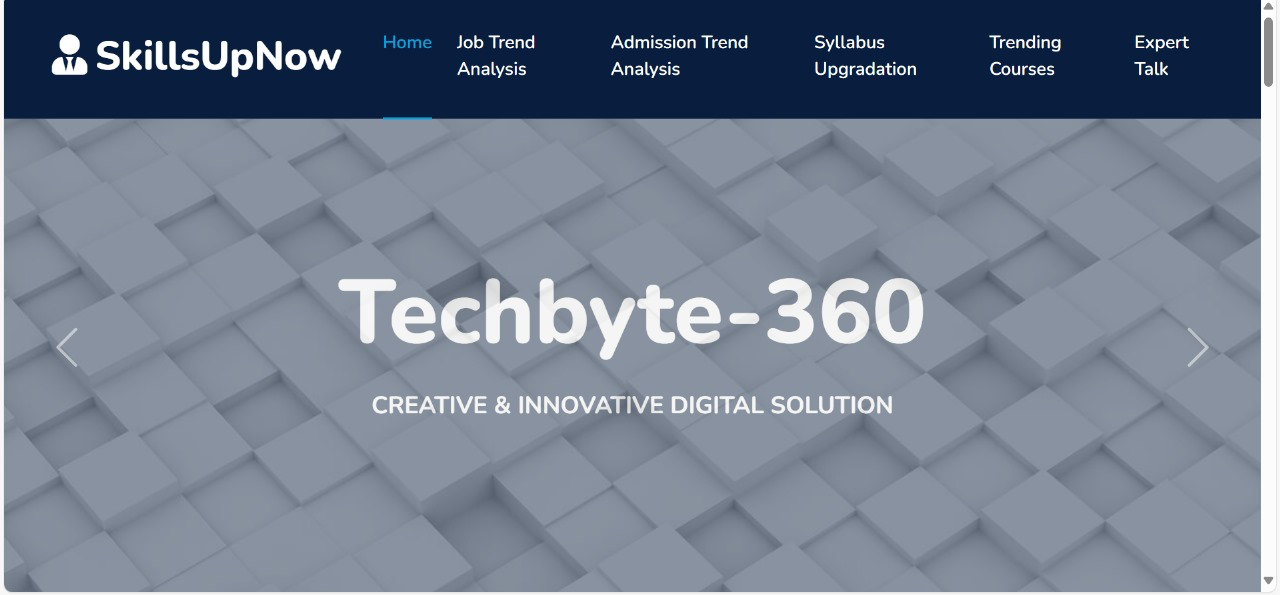 SkillsUpNow
Home
Job Trend
Analysis
Admission Trend
Analysis
Syllabus
Upgradation
Trending
Courses
Expert
Talk
Techbyte-360
CREATIVE & INNOVATIVE DIGITAL SOLUTION